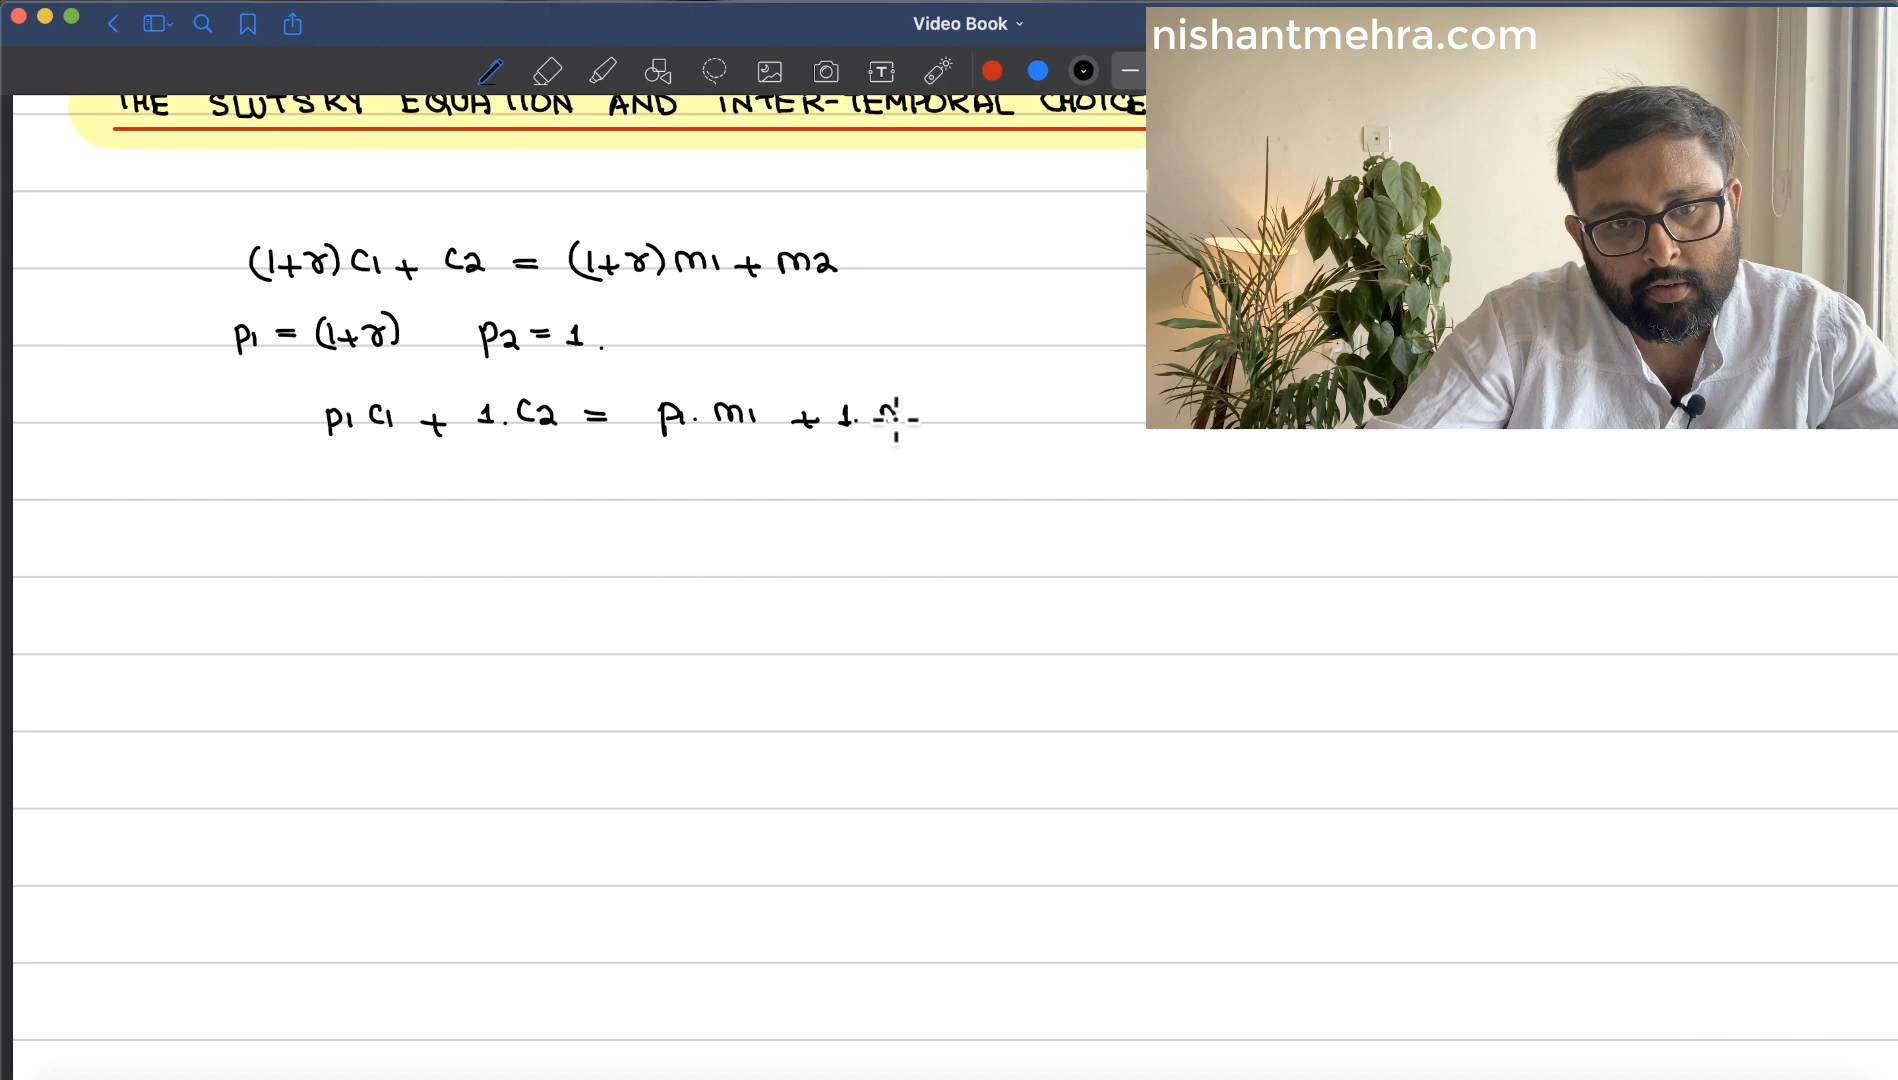 Video Book
nishantmehra.com
THE SLUTSKY EQUATION AND INTER-TEMPORAL CHOICE
(1+r) C1 + C2 = (1+r) m1 + m2
P1 = (1+r) P2 = 1.
P1 C1 + 1. C2 = P1. m1 + 1.